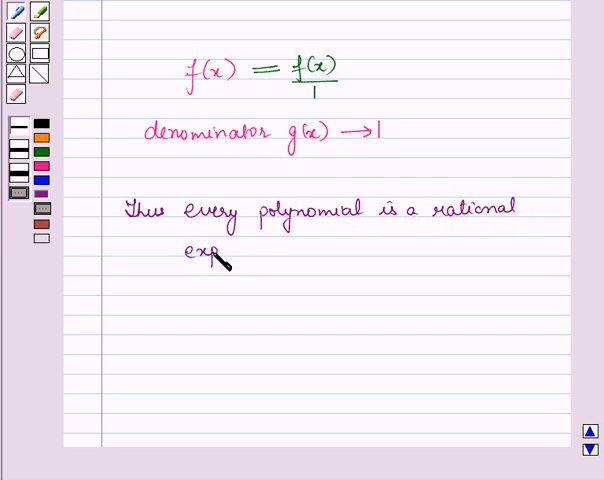 f(x) = f(x)/1
denominator g(x) → 1
Thus every polynomial is a rational
exp